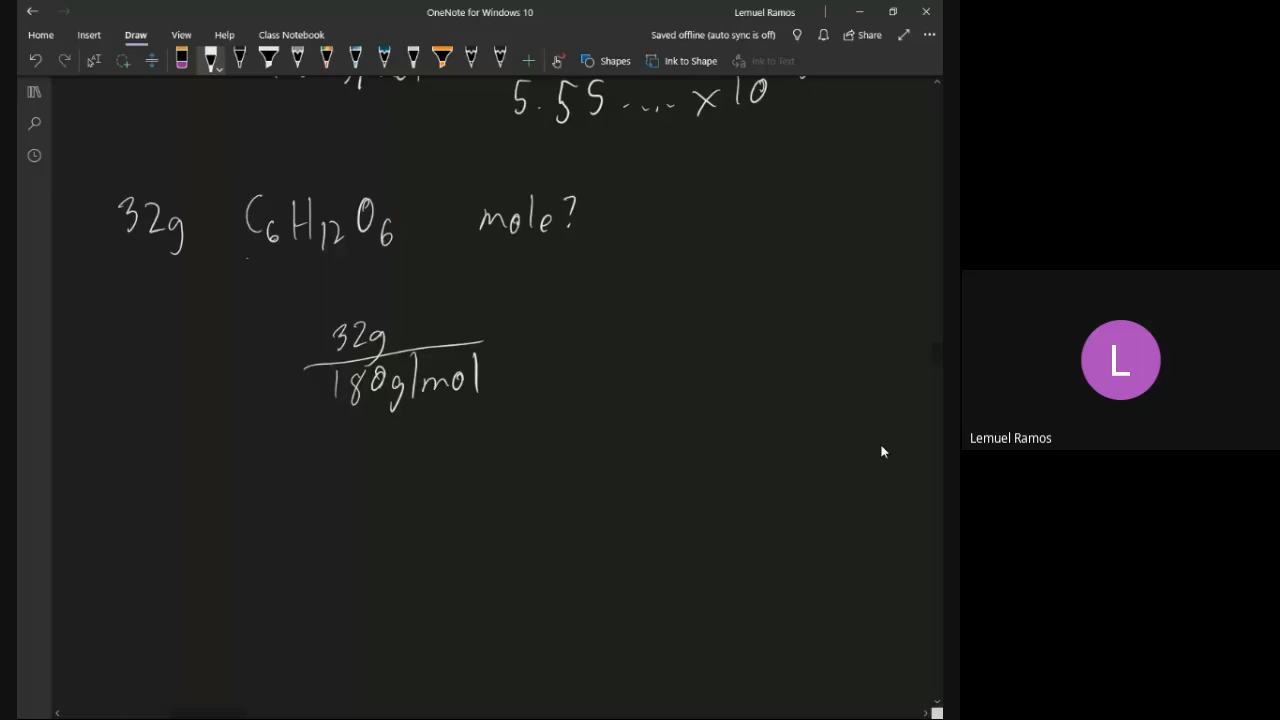 OneNote for Windows 10
Lemuel Ramos
Home Insert Draw View Help Class Notebook
Saved offline (auto sync is off) Share
Shapes Ink to Shape Ink to Text
5.55 .... x 10
32g C6H12O6 mole?
32g
180g/mol
L
Lemuel Ramos